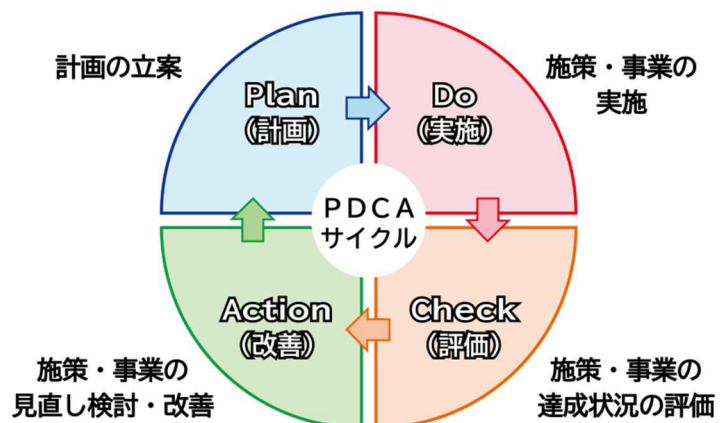 計画の立案
Plan
(計画)
Do
(実施)
施策・事業の
実施
PDCA
サイクル
Action
(改善)
Check
(評価)
施策・事業の
見直し検討・改善
施策・事業の
達成状況の評価